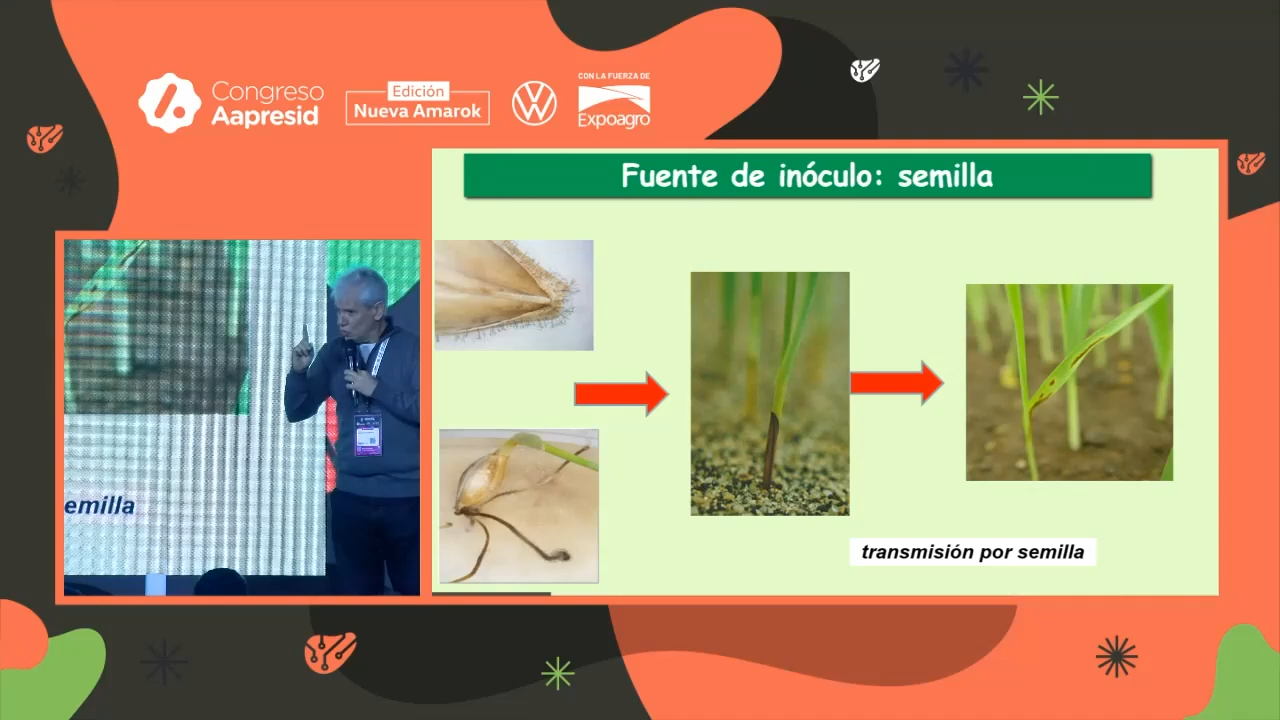 Congreso
Aapresid
Edición
Nueva Amarok
CON LA FUERZA DE
Expoagro
Fuente de inóculo: semilla
emilla
transmisión por semilla